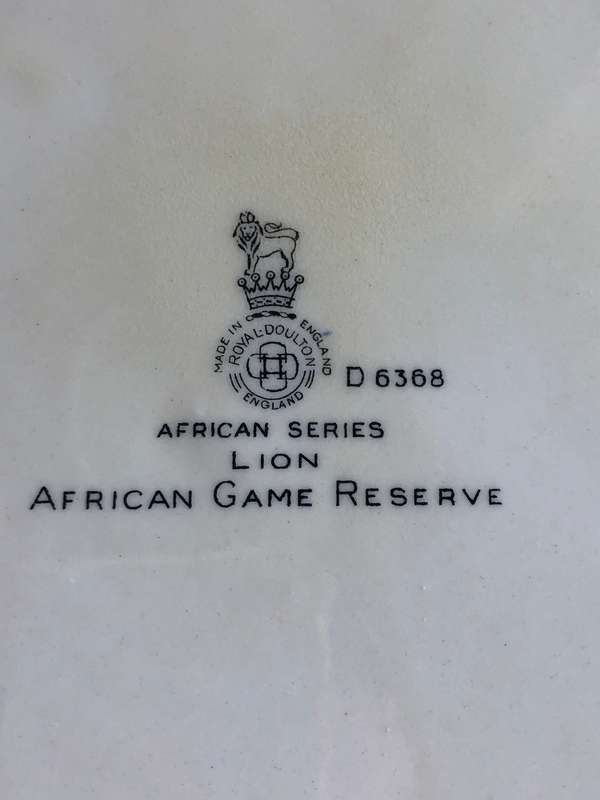 MADE IN ENGLAND
ROYAL-DOULTON
ENGLAND
D 6368
AFRICAN SERIES
LION
AFRICAN GAME RESERVE